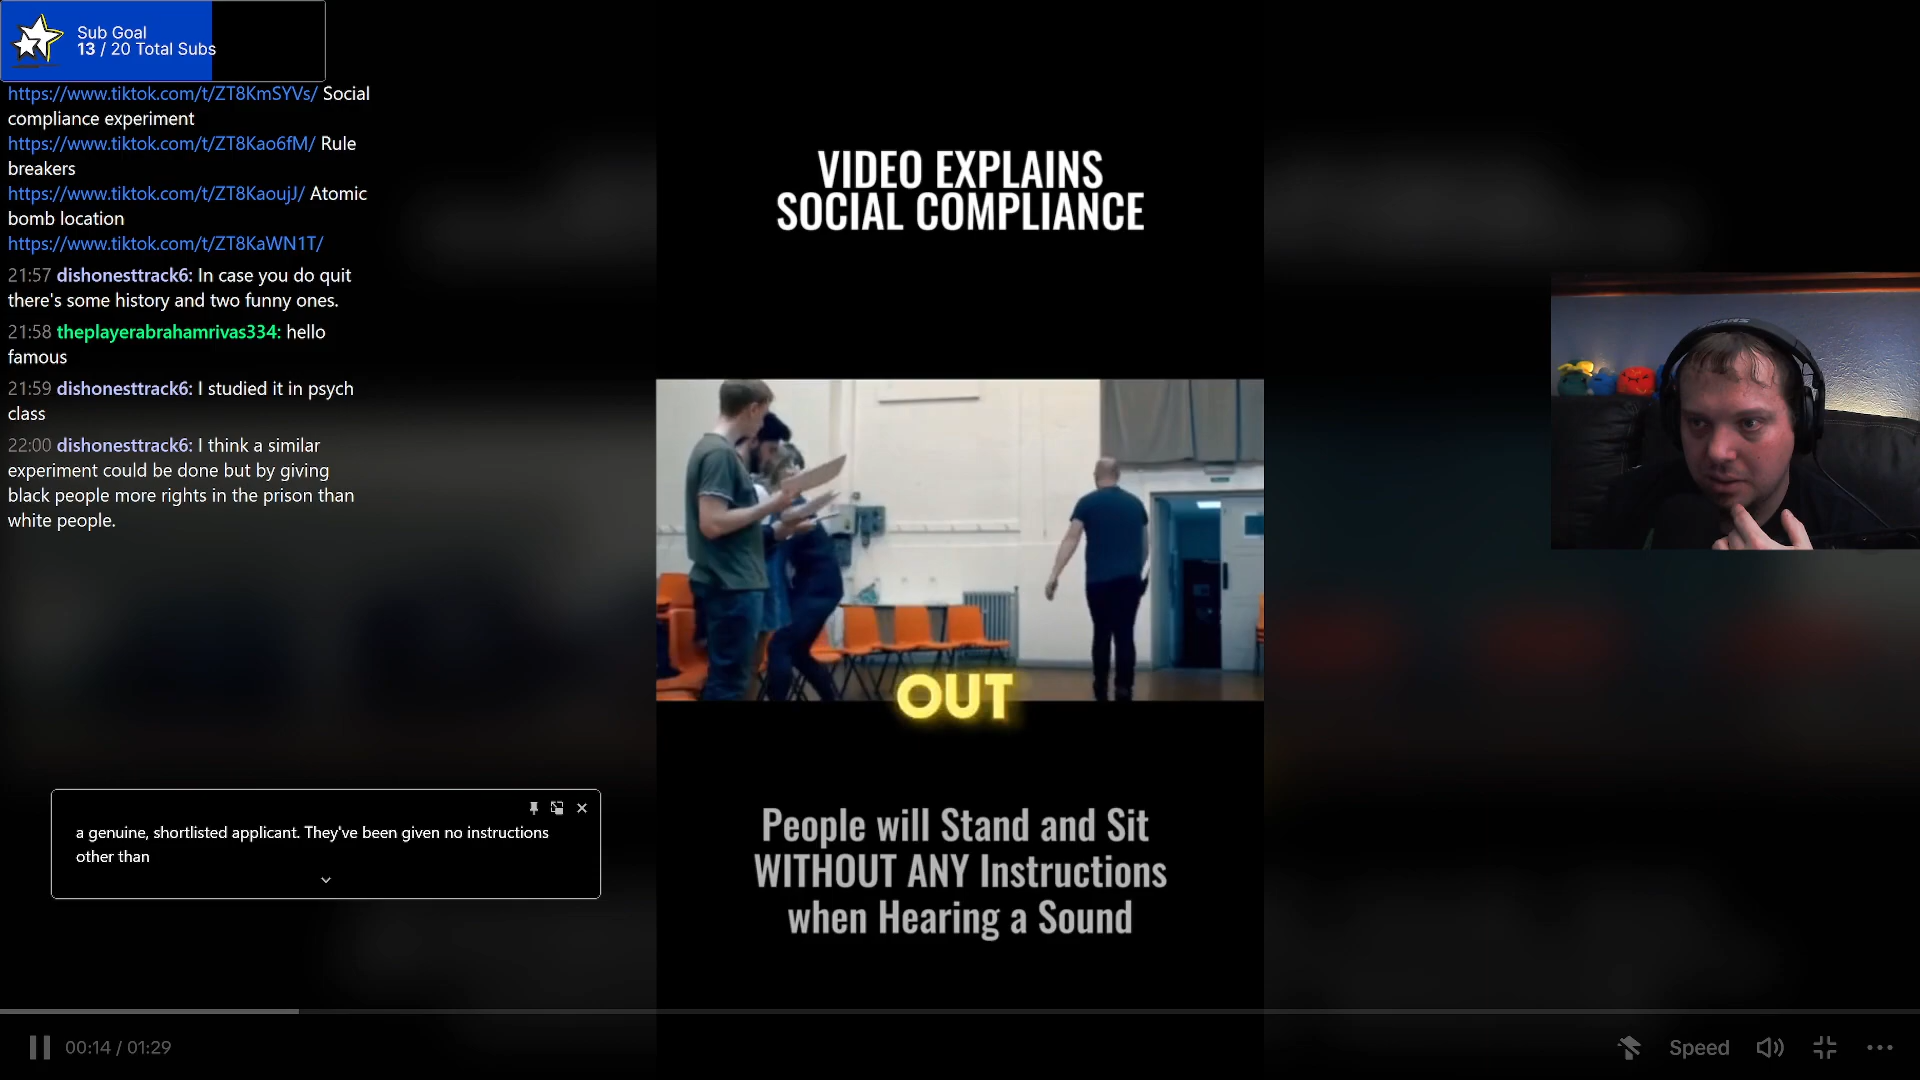 Sub Goal
13 / 20 Total Subs
https://www.tiktok.com/t/ZT8KmSYVs/ Social
compliance experiment
https://www.tiktok.com/t/ZT8Kao6fM/ Rule
breakers
https://www.tiktok.com/t/ZT8KaoujJ/ Atomic
bomb location
https://www.tiktok.com/t/ZT8KaWN1T/
21:57 dishonesttrack6: In case you do quit
there's some history and two funny ones.
21:58 theplayerabrahamrivas334: hello
famous
21:59 dishonesttrack6: I studied it in psych
class
22:00 dishonesttrack6: I think a similar
experiment could be done but by giving
black people more rights in the prison than
white people.
VIDEO EXPLAINS
SOCIAL COMPLIANCE
OUT
People will Stand and Sit
WITHOUT ANY Instructions
when Hearing a Sound
a genuine, shortlisted applicant. They've been given no instructions
other than
00:14 / 01:29
Speed